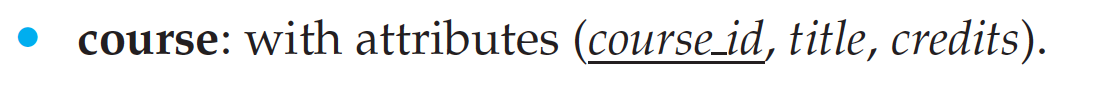 • course: with attributes (course_id, title, credits).